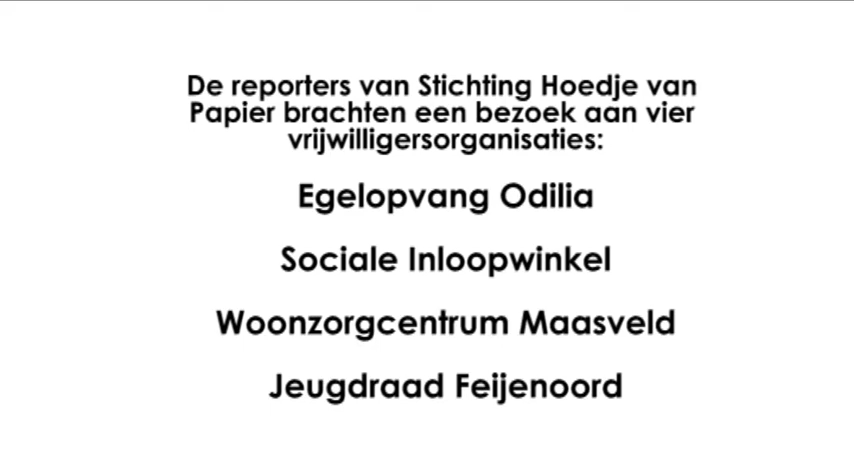 De reporters van Stichting Hoedje van
Papier brachten een bezoek aan vier
vrijwilligersorganisaties:
Egelopvang Odilia
Sociale Inloopwinkel
Woonzorgcentrum Maasveld
Jeugdraad Feijenoord